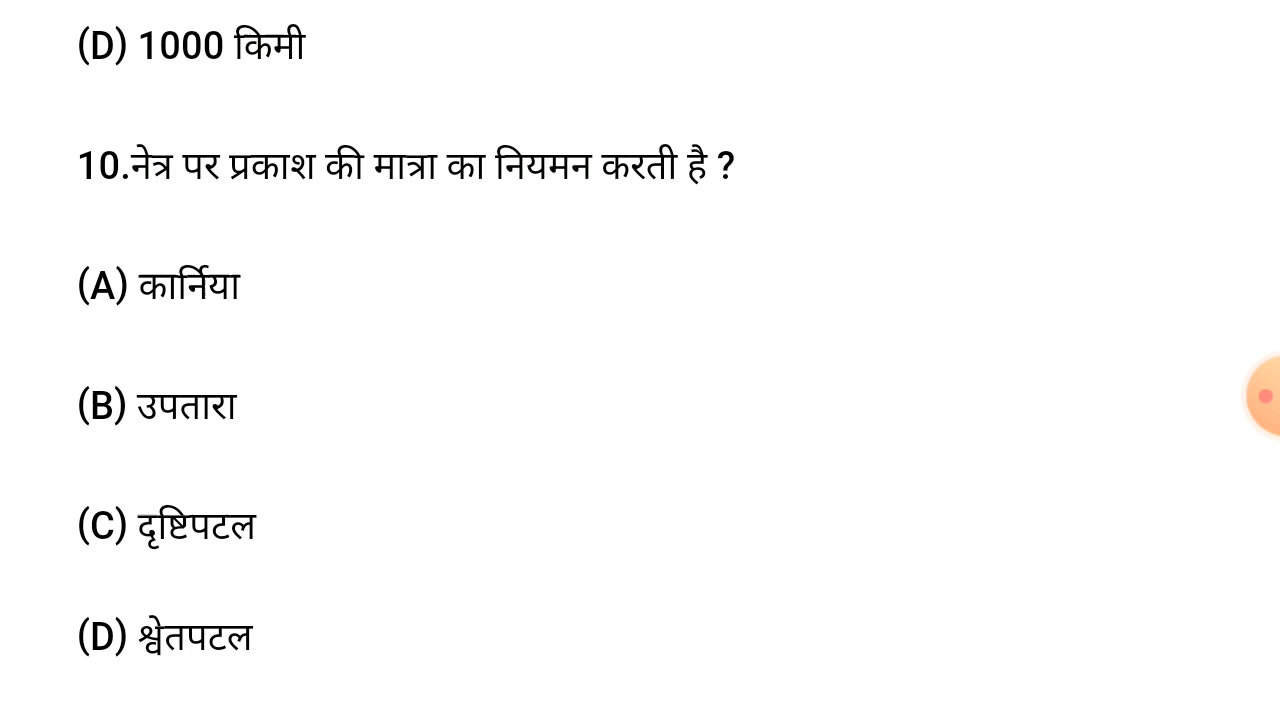 (D) 1000 किमी
10.नेत्र पर प्रकाश की मात्रा का नियमन करती है ?
(A) कार्निया
(B) उपतारा
(C) दृष्टिपटल
(D) श्वेतपटल